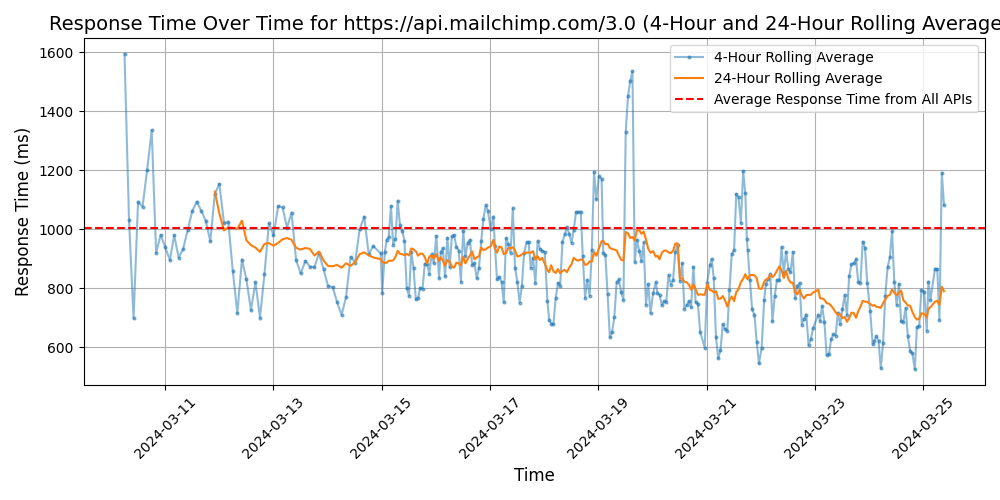 Response Time Over Time for https://api.mailchimp.com/3.0 (4-Hour and 24-Hour Rolling Average
4-Hour Rolling Average
24-Hour Rolling Average
Average Response Time from All APIs
Response Time (ms)
1600
1400
1200
1000
800
600
2024-03-11
2024-03-13
2024-03-15
2024-03-17
2024-03-19
2024-03-21
2024-03-23
2024-03-25
Time